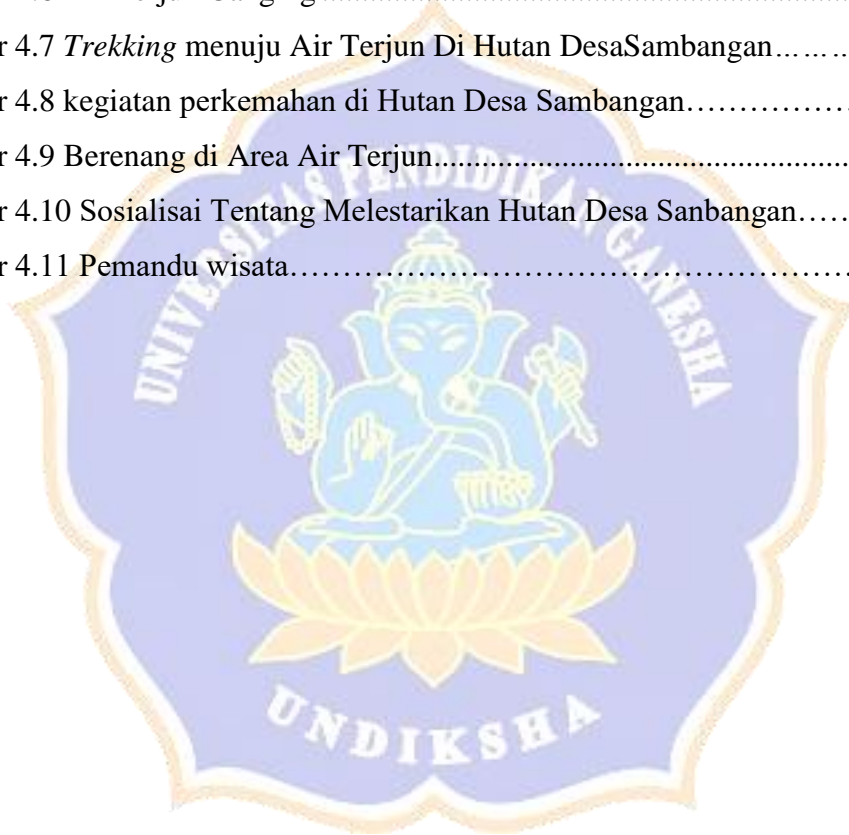 r 4.7 Trekking menuju Air Terjun Di Hutan DesaSambangan……..
r 4.8 kegiatan perkemahan di Hutan Desa Sambangan………………
r 4.9 Berenang di Area Air Terjun............................................................
r 4.10 Sosialisai Tentang Melestarikan Hutan Desa Sanbangan……
r 4.11 Pemandu wisata………………………………………………………
UNIVERSITAS PENDIDIKAN GANESHA
UNDIKSHA